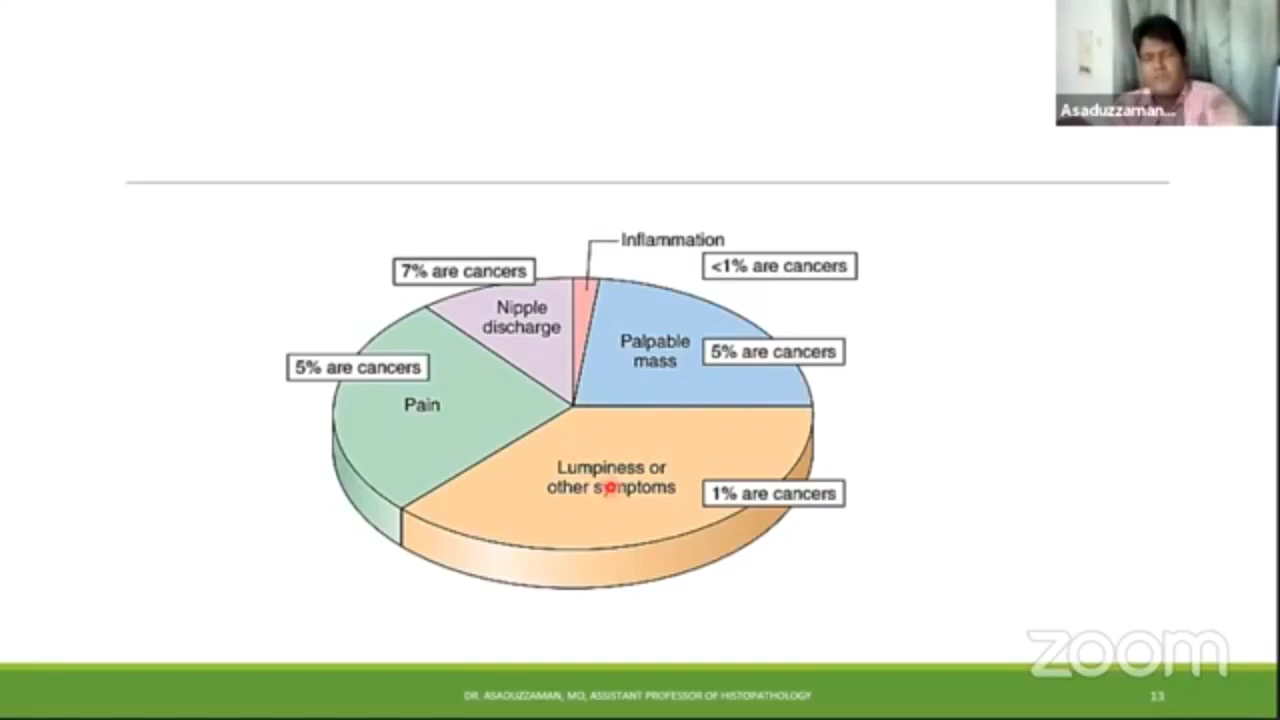 Asaduzzaman...
Inflammation
<1% are cancers
7% are cancers
Nipple
discharge
Palpable
mass
5% are cancers
5% are cancers
Pain
Lumpiness or
other symptoms
1% are cancers
zoom
DR. ASADUZZAMAN, MD, ASSISTANT PROFESSOR OF HISTOPATHOLOGY
13